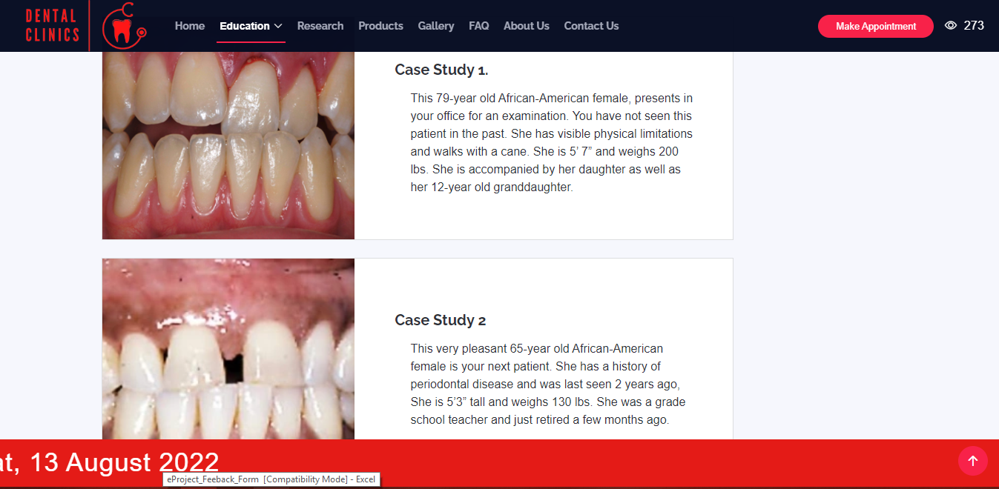 DENTAL
CLINICS
Home Education Research Products Gallery FAQ About Us Contact Us
Make Appointment
273
Case Study 1.
This 79-year old African-American female, presents in
your office for an examination. You have not seen this
patient in the past. She has visible physical limitations
and walks with a cane. She is 5’ 7” and weighs 200
lbs. She is accompanied by her daughter as well as
her 12-year old granddaughter.
Case Study 2
This very pleasant 65-year old African-American
female is your next patient. She has a history of
periodontal disease and was last seen 2 years ago,
She is 5’3” tall and weighs 130 lbs. She was a grade
school teacher and just retired a few months ago.
at, 13 August 2022
eProject_Feeback_Form [Compatibility Mode] - Excel